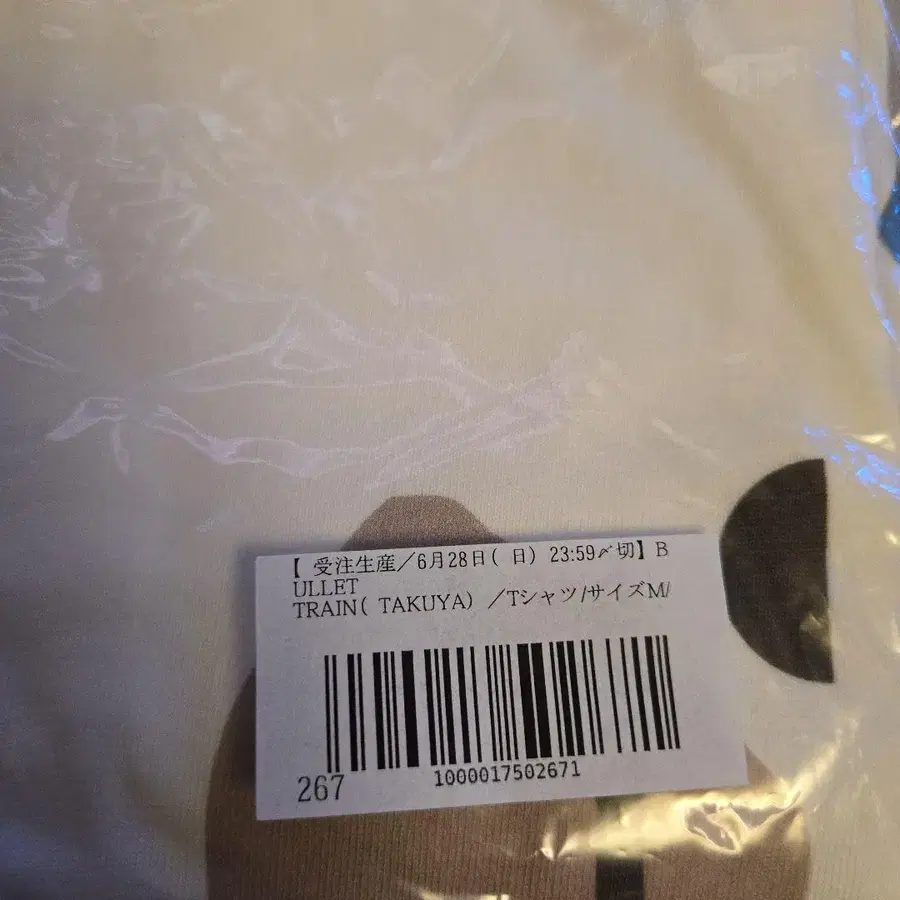 【 受注生産／6月28日( 日) 23:59〆切】B
ULLET
TRAIN( TAKUYA) ／Tシャツ/サイズM/
267
1000017502671